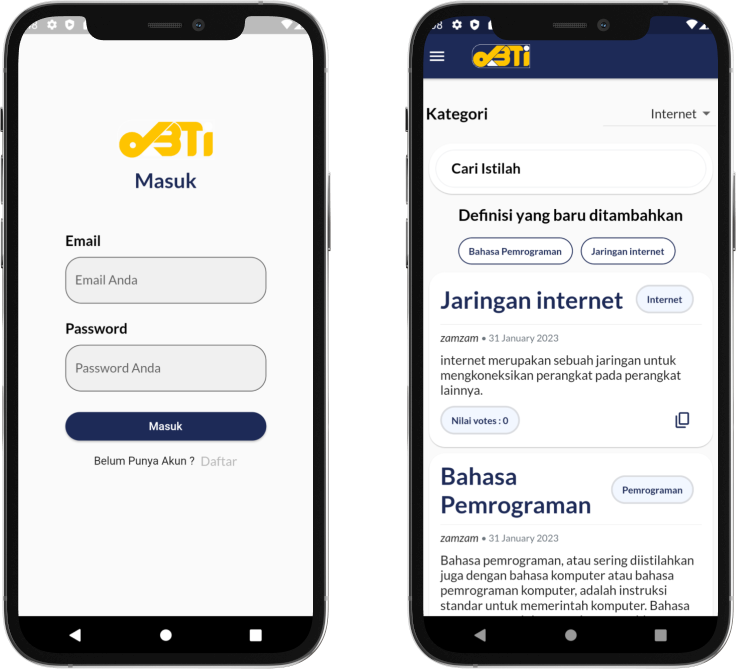 oBTi
Masuk
Email
Email Anda
Password
Password Anda
Masuk
Belum Punya Akun ? Daftar
oBTi
Kategori
Internet
Cari Istilah
Definisi yang baru ditambahkan
Bahasa Pemrograman
Jaringan internet
Jaringan internet
Internet
zamzam • 31 January 2023
internet merupakan sebuah jaringan untuk
mengkoneksikan perangkat pada perangkat
lainnya.
Nilai votes : 0
Bahasa
Pemrograman
Pemrograman
zamzam • 31 January 2023
Bahasa pemrograman, atau sering diistilahkan
juga dengan bahasa komputer atau bahasa
pemrograman komputer, adalah instruksi
standar untuk memerintah komputer. Bahasa